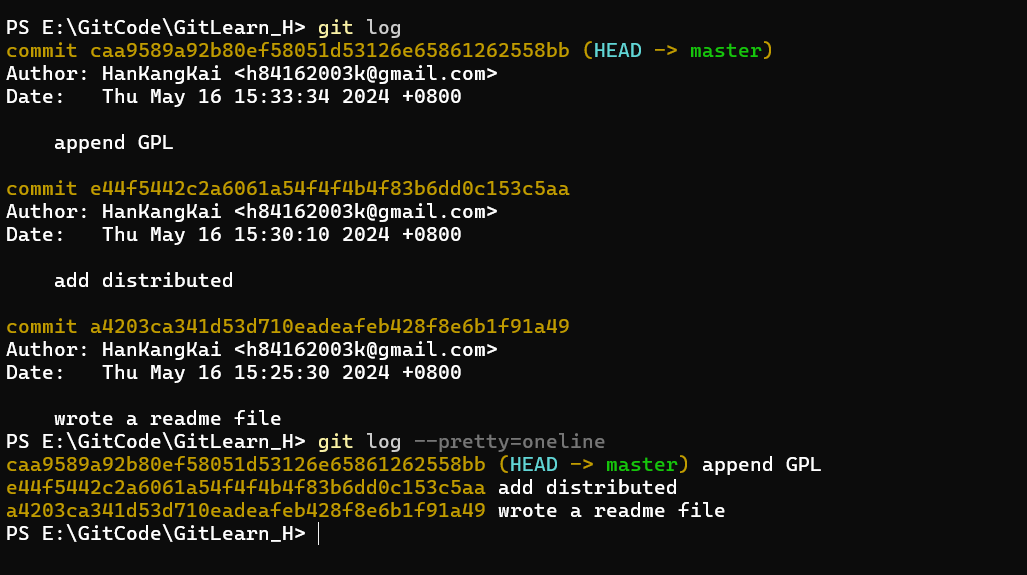 PS E:\GitCode\GitLearn_H> git log
commit caa9589a92b80ef58051d53126e65861262558bb (HEAD -> master)
Author: HanKangKai <h84162003k@gmail.com>
Date:   Thu May 16 15:33:34 2024 +0800
    append GPL
commit e44f5442c2a6061a54f4f4b4f83b6dd0c153c5aa
Author: HanKangKai <h84162003k@gmail.com>
Date:   Thu May 16 15:30:10 2024 +0800
    add distributed
commit a4203ca341d53d710eadeafeb428f8e6b1f91a49
Author: HanKangKai <h84162003k@gmail.com>
Date:   Thu May 16 15:25:30 2024 +0800
    wrote a readme file
PS E:\GitCode\GitLearn_H> git log --pretty=oneline
caa9589a92b80ef58051d53126e65861262558bb (HEAD -> master) append GPL
e44f5442c2a6061a54f4f4b4f83b6dd0c153c5aa add distributed
a4203ca341d53d710eadeafeb428f8e6b1f91a49 wrote a readme file
PS E:\GitCode\GitLearn_H>